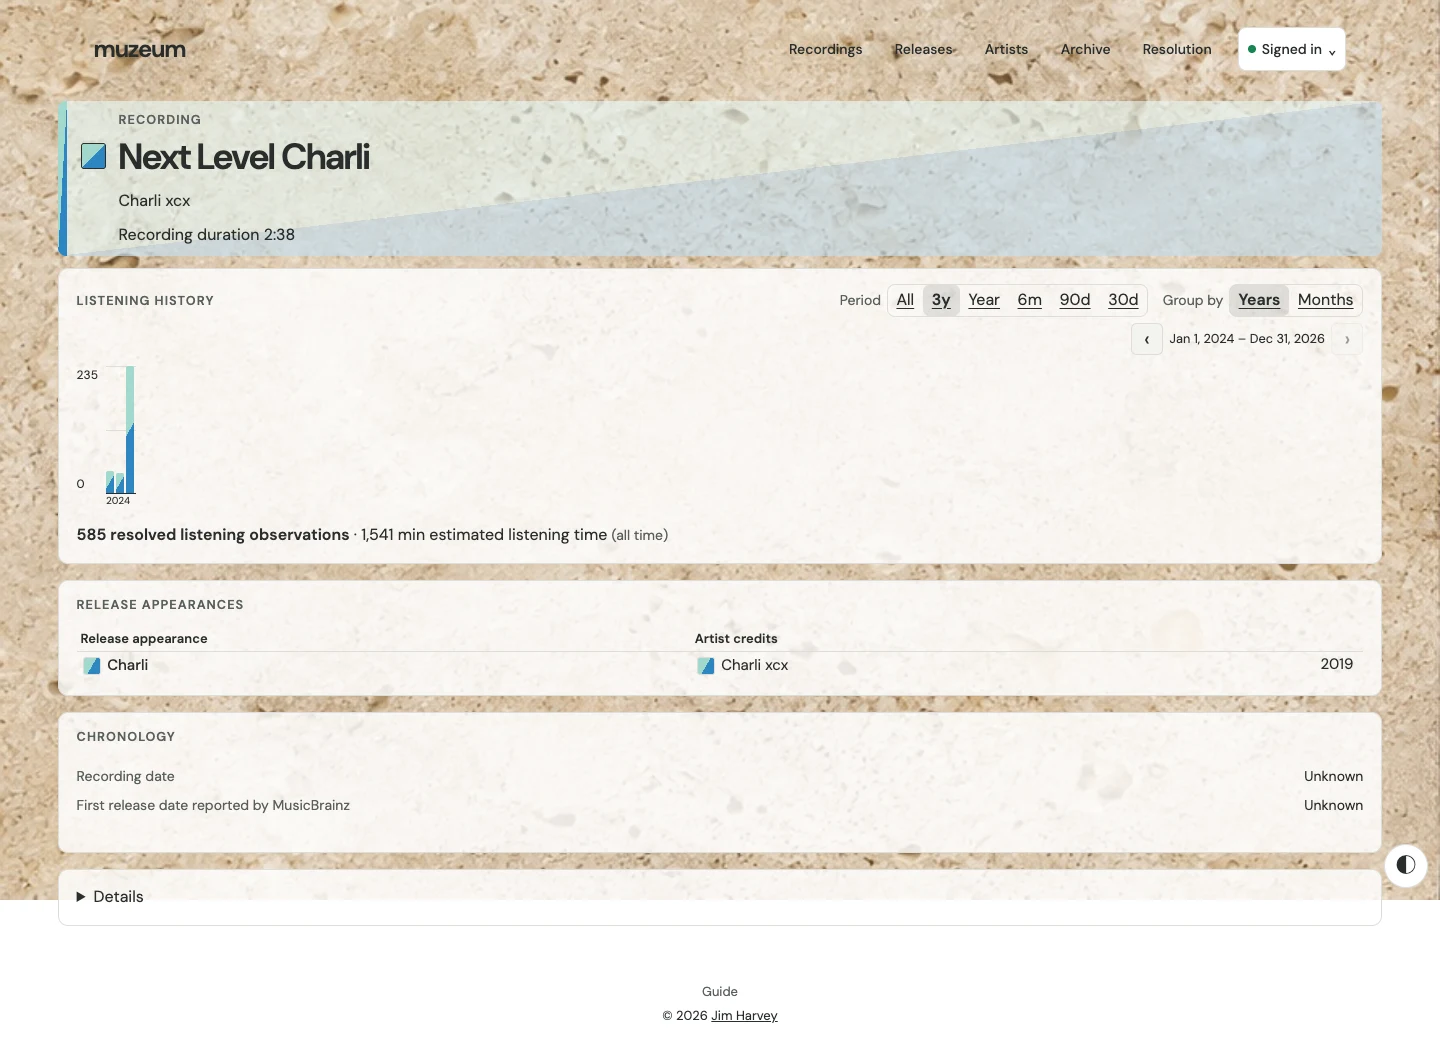 muzeum
Recordings Releases Artists Archive Resolution Signed in
RECORDING
Next Level Charli
Charli xcx
Recording duration 2:38
LISTENING HISTORY
Period All 3y Year 6m 90d 30d Group by Years Months
‹ Jan 1, 2024 – Dec 31, 2026 ›
235
0
2024
585 resolved listening observations · 1,541 min estimated listening time (all time)
RELEASE APPEARANCES
Release appearance Artist credits
Charli Charli xcx 2019
CHRONOLOGY
Recording date Unknown
First release date reported by MusicBrainz Unknown
Details
Guide
© 2026 Jim Harvey